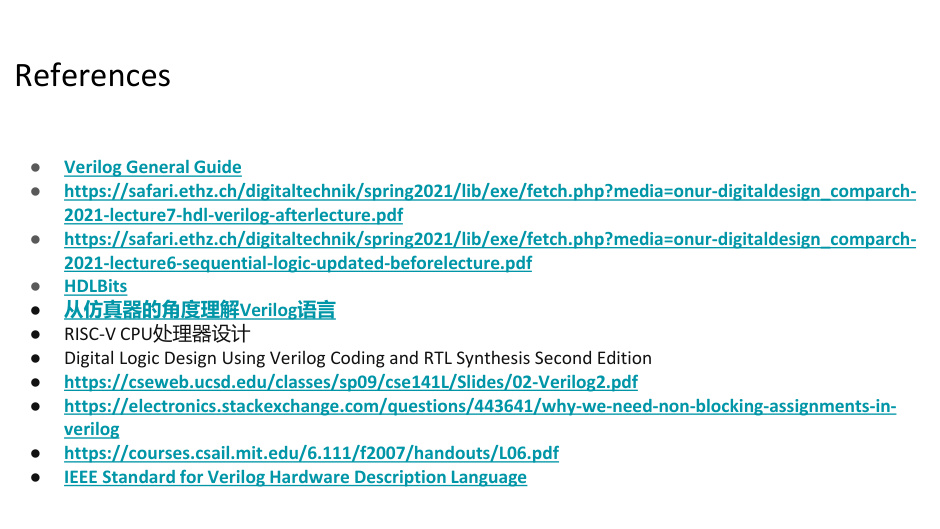 References
● Verilog General Guide
● https://safari.ethz.ch/digitaltechnik/spring2021/lib/exe/fetch.php?media=onur-digitaldesign_comparch-
2021-lecture7-hdl-verilog-afterlecture.pdf
● https://safari.ethz.ch/digitaltechnik/spring2021/lib/exe/fetch.php?media=onur-digitaldesign_comparch-
2021-lecture6-sequential-logic-updated-beforelecture.pdf
● HDLBits
● 从仿真器的角度理解Verilog语言
● RISC-V CPU处理器设计
● Digital Logic Design Using Verilog Coding and RTL Synthesis Second Edition
● https://cseweb.ucsd.edu/classes/sp09/cse141L/Slides/02-Verilog2.pdf
● https://electronics.stackexchange.com/questions/443641/why-we-need-non-blocking-assignments-in-
verilog
● https://courses.csail.mit.edu/6.111/f2007/handouts/L06.pdf
● IEEE Standard for Verilog Hardware Description Language